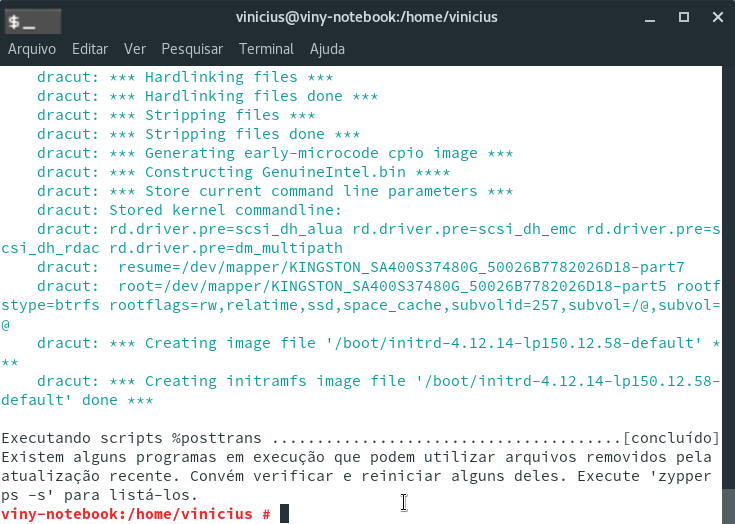 $_
vinicius@viny-notebook:/home/vinicius
Arquivo Editar Ver Pesquisar Terminal Ajuda
dracut: *** Hardlinking files ***
dracut: *** Hardlinking files done ***
dracut: *** Stripping files ***
dracut: *** Stripping files done ***
dracut: *** Generating early-microcode cpio image ***
dracut: *** Constructing GenuineIntel.bin ****
dracut: *** Store current command line parameters ***
dracut: Stored kernel commandline:
dracut: rd.driver.pre=scsi_dh_alua rd.driver.pre=scsi_dh_emc rd.driver.pre=s
csi_dh_rdac rd.driver.pre=dm_multipath
dracut:  resume=/dev/mapper/KINGSTON_SA400S37480G_50026B7782026D18-part7
dracut:  root=/dev/mapper/KINGSTON_SA400S37480G_50026B7782026D18-part5 rootf
stype=btrfs rootflags=rw,relatime,ssd,space_cache,subvolid=257,subvol=/@,subvol=
@
dracut: *** Creating image file '/boot/initrd-4.12.14-lp150.12.58-default' *
**
dracut: *** Creating initramfs image file '/boot/initrd-4.12.14-lp150.12.58-
default' done ***
Executando scripts %posttrans .......................................[concluído]
Existem alguns programas em execução que podem utilizar arquivos removidos pela
atualização recente. Convém verificar e reiniciar alguns deles. Execute 'zypper
ps -s' para listá-los.
viny-notebook:/home/vinicius #